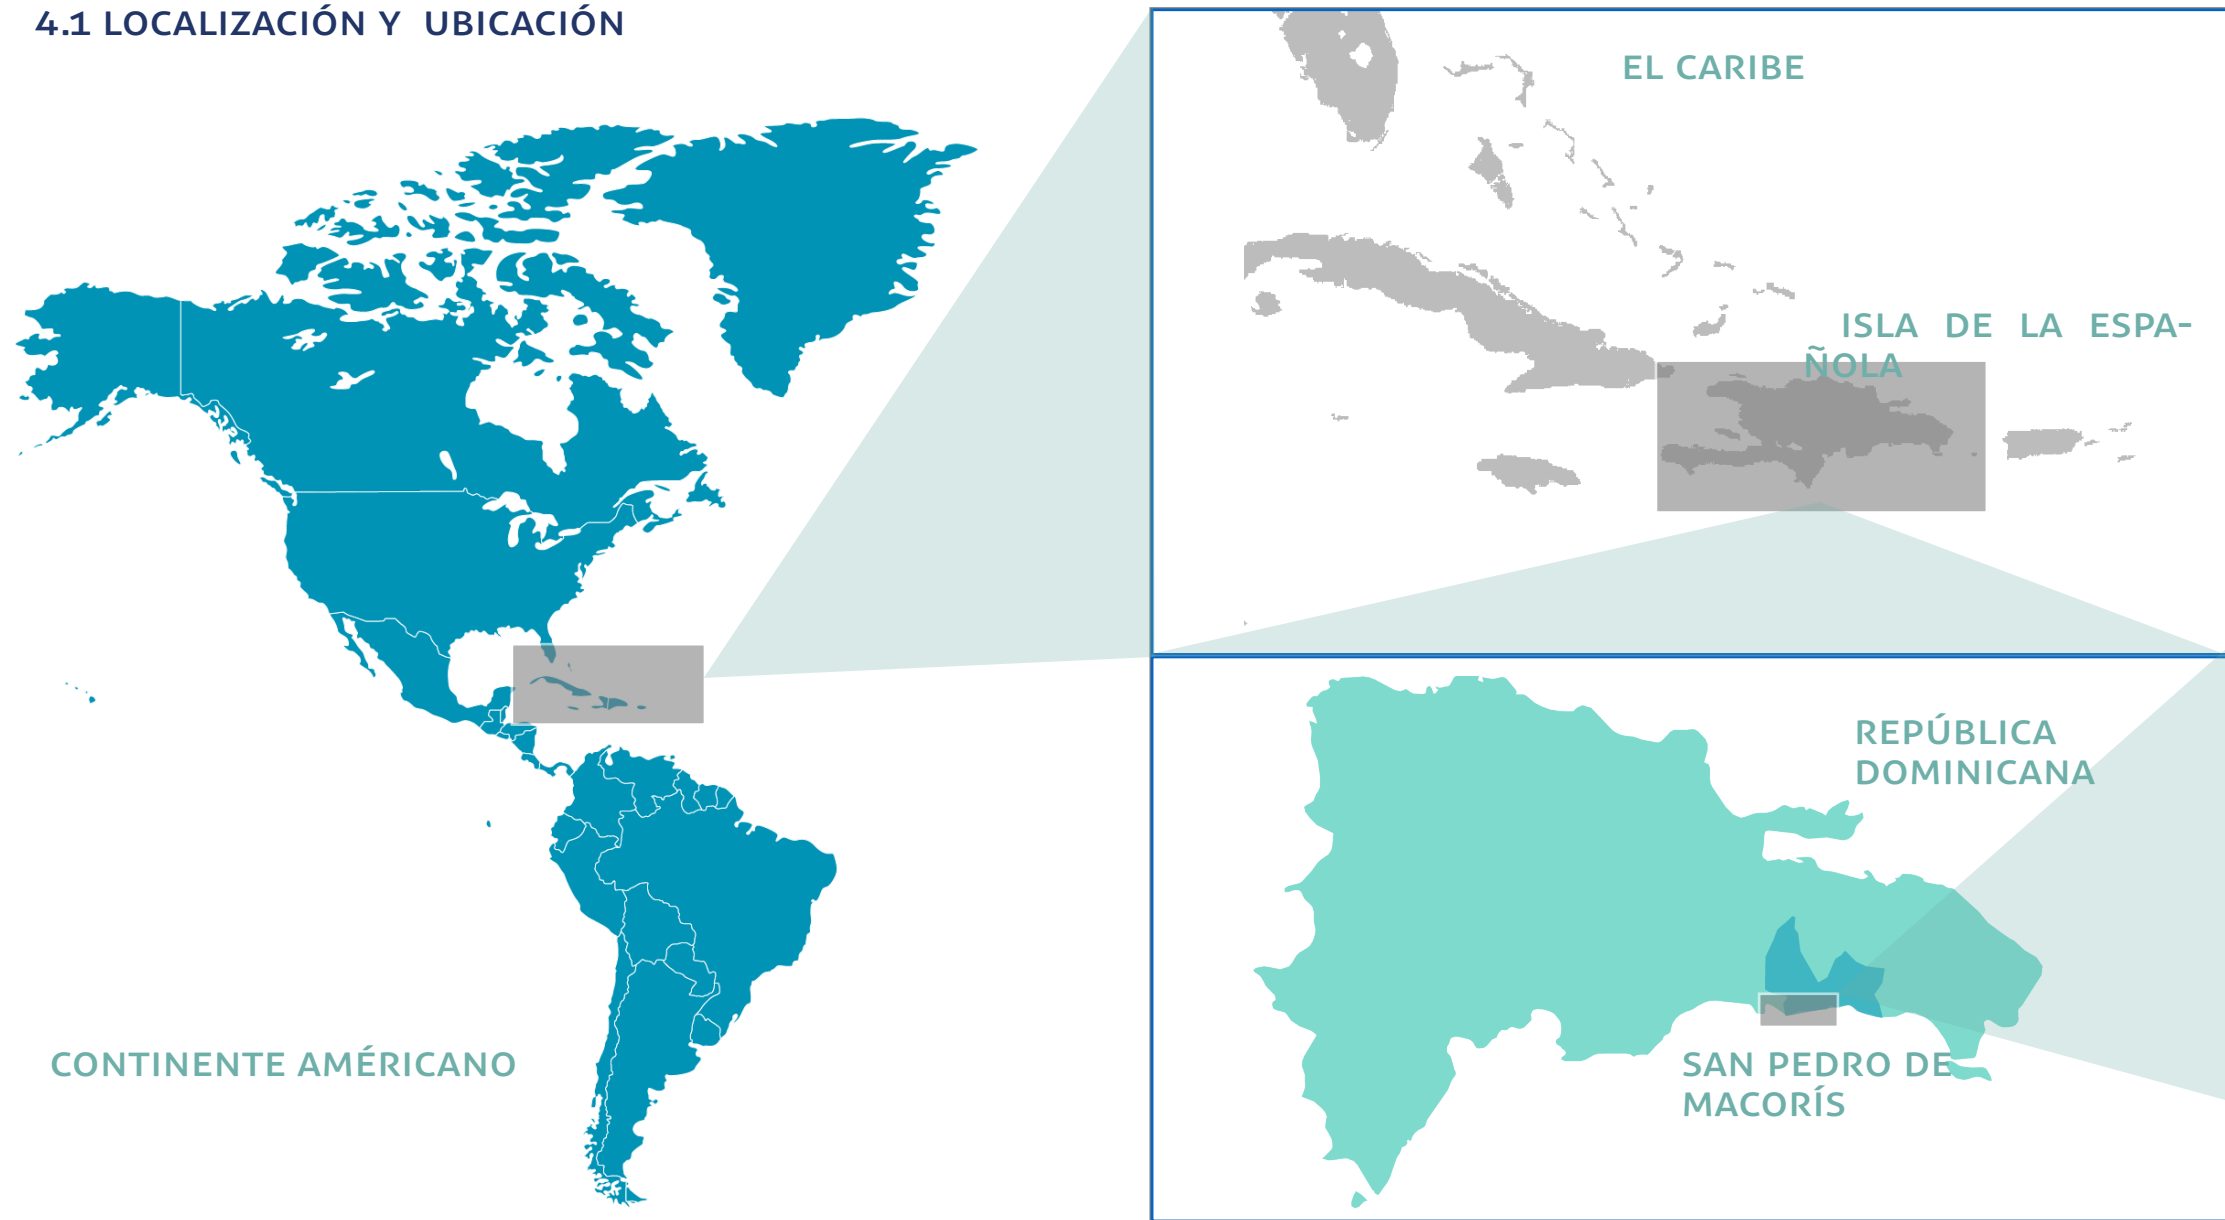 4.1 LOCALIZACIÓN Y UBICACIÓN
EL CARIBE
ISLA DE LA ESPA-
ÑOLA
REPÚBLICA
DOMINICANA
CONTINENTE AMÉRICANO
SAN PEDRO DE
MACORÍS